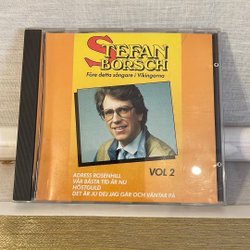 STEFAN
BORSCH
Före detta sångare i Vikingarna
VOL 2
ADRESS ROSENHILL
VÅR BÄSTA TID ÄR NU
HÖSTGULD
DET ÄR JU DEJ JAG GÅR OCH VÄNTAR PÅ